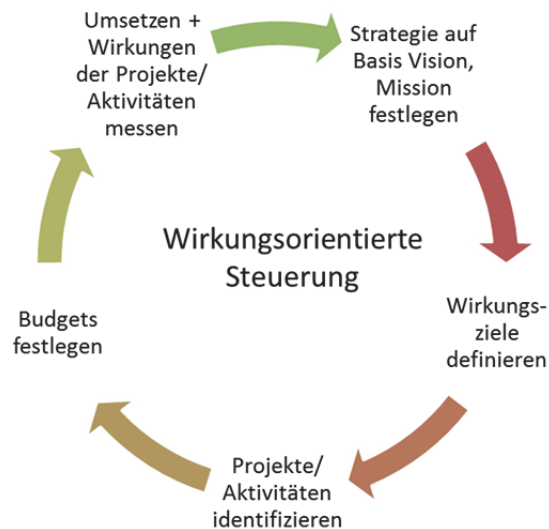 Umsetzen +
Wirkungen
der Projekte/
Aktivitäten
messen
Strategie auf
Basis Vision,
Mission
festlegen
Wirkungsorientierte
Steuerung
Wirkungs-
ziele
definieren
Budgets
festlegen
Projekte/
Aktivitäten
identifizieren